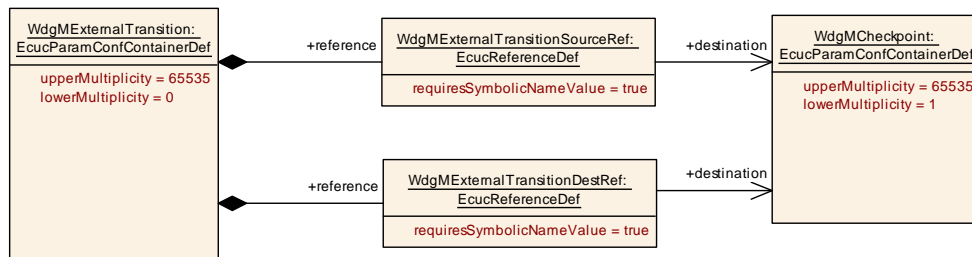 WdgMExternalTransition:
EcucParamConfContainerDef
upperMultiplicity = 65535
lowerMultiplicity = 0
+reference
WdgMExternalTransitionSourceRef:
EcucReferenceDef
requiresSymbolicNameValue = true
+destination
WdgMCheckpoint:
EcucParamConfContainerDef
upperMultiplicity = 65535
lowerMultiplicity = 1
+reference
WdgMExternalTransitionDestRef:
EcucReferenceDef
requiresSymbolicNameValue = true
+destination